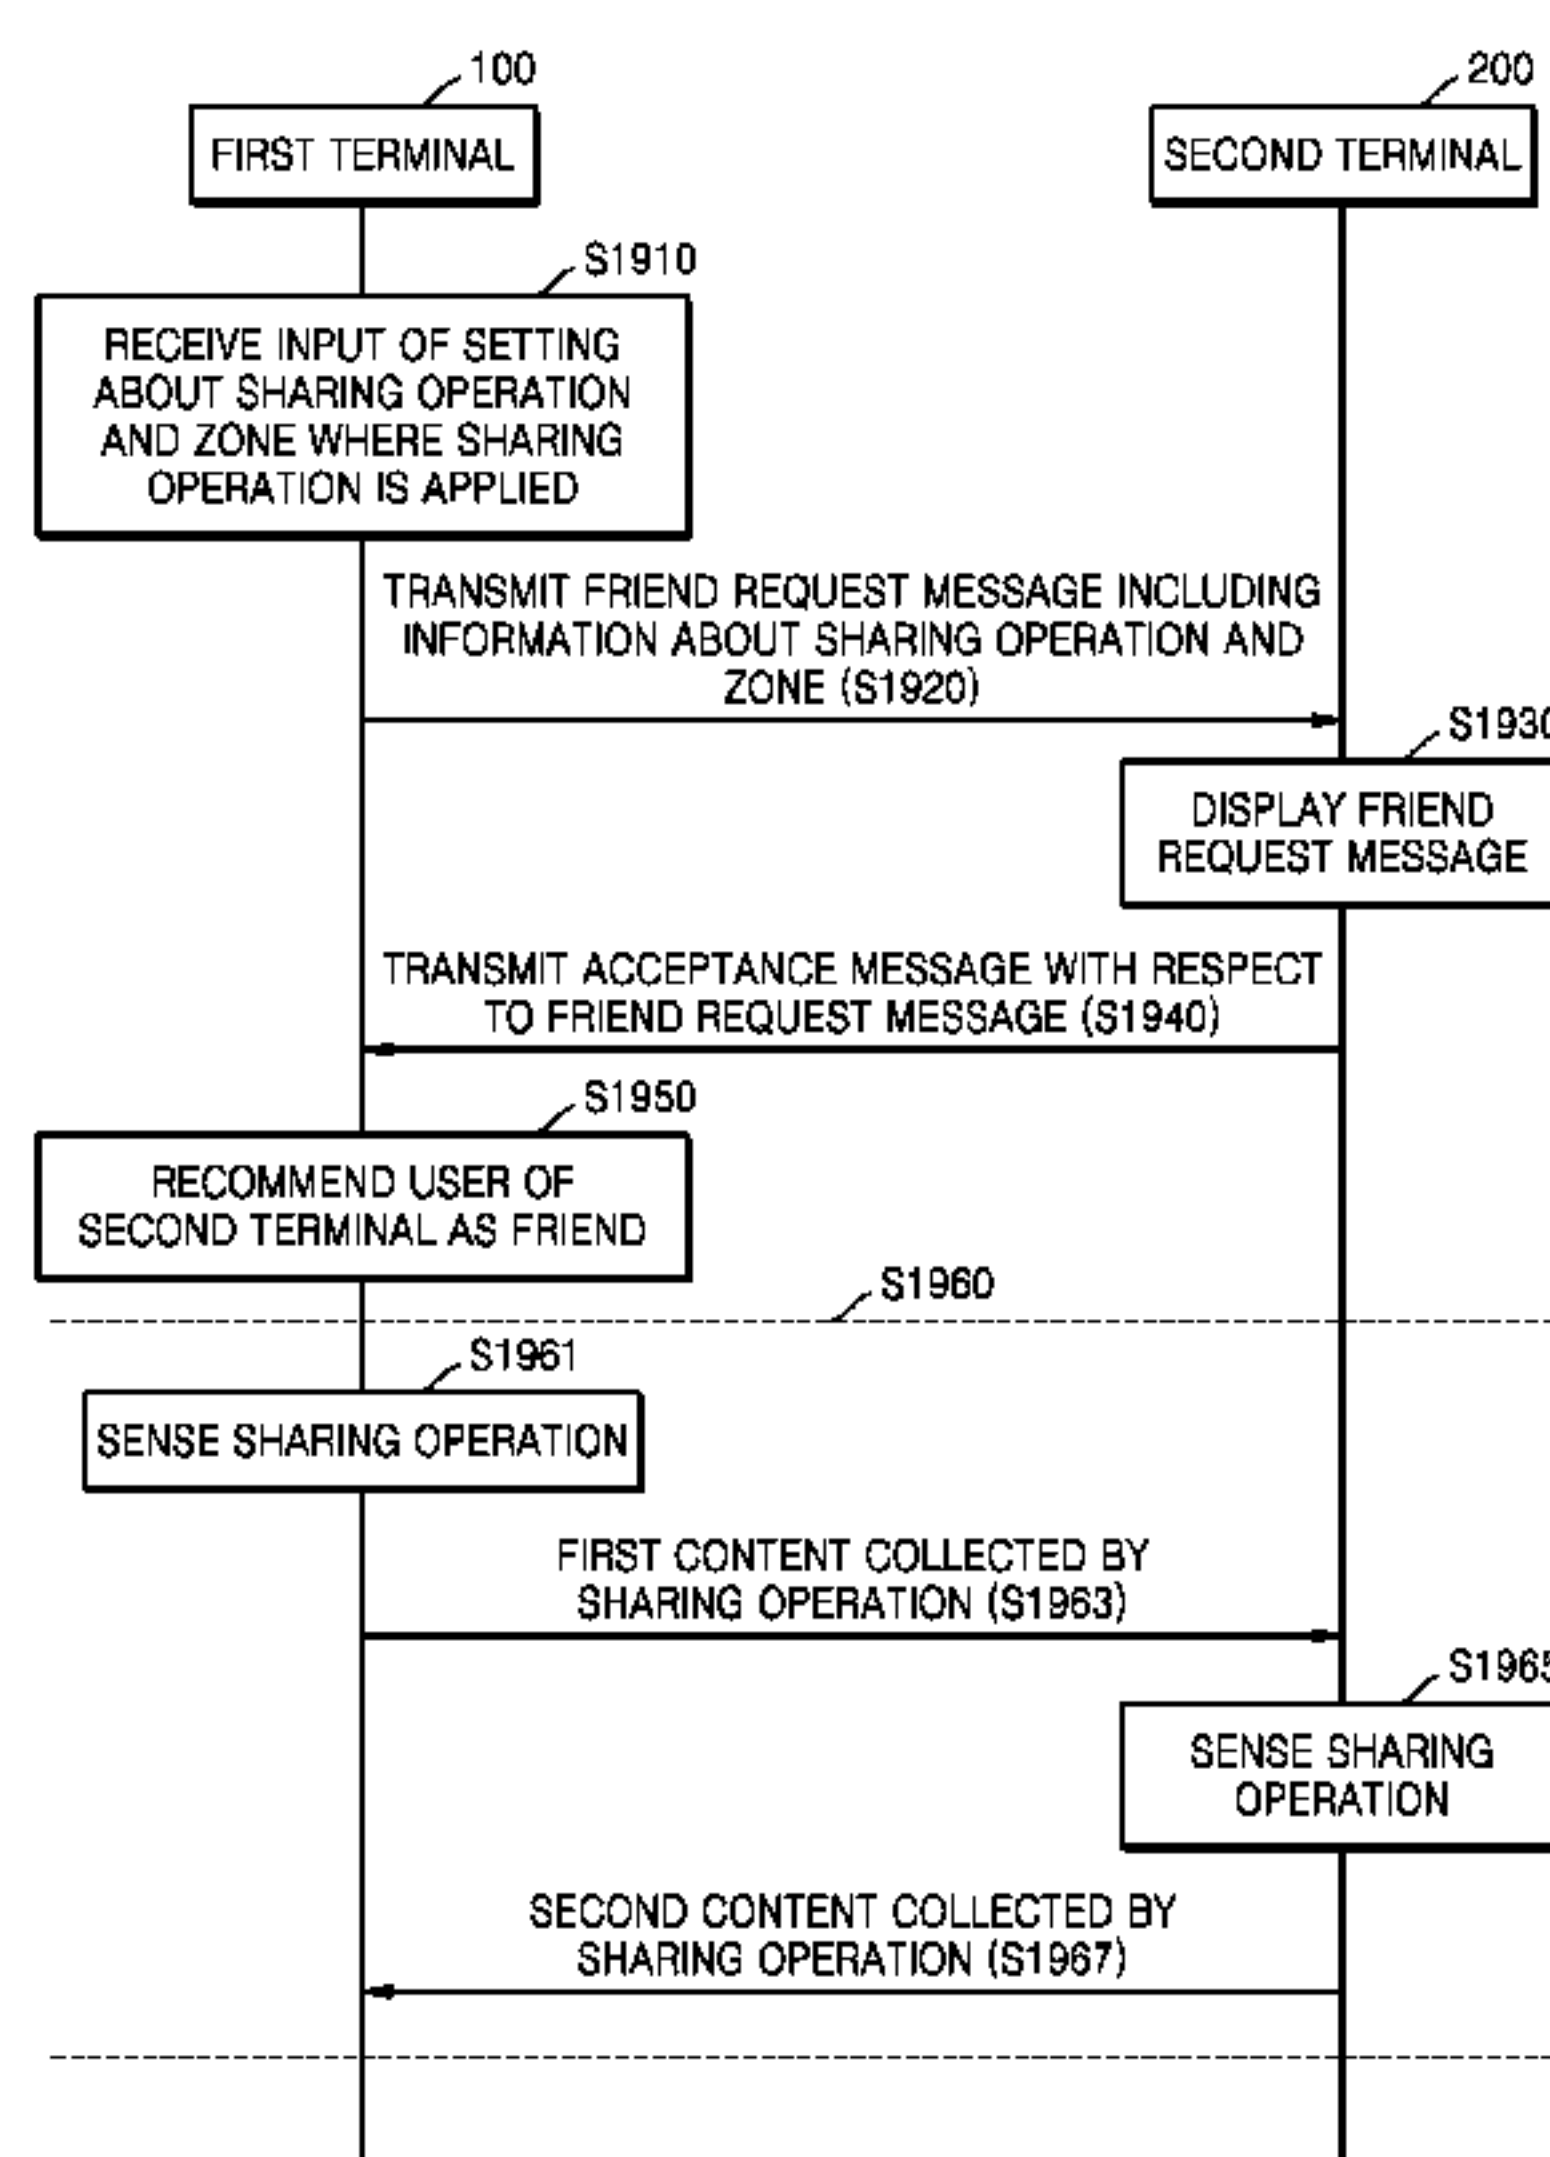 100
200
FIRST TERMINAL
SECOND TERMINAL
S1910
RECEIVE INPUT OF SETTING
ABOUT SHARING OPERATION
AND ZONE WHERE SHARING
OPERATION IS APPLIED
TRANSMIT FRIEND REQUEST MESSAGE INCLUDING
INFORMATION ABOUT SHARING OPERATION AND
ZONE (S1920)
S1930
DISPLAY FRIEND
REQUEST MESSAGE
TRANSMIT ACCEPTANCE MESSAGE WITH RESPECT
TO FRIEND REQUEST MESSAGE (S1940)
S1950
RECOMMEND USER OF
SECOND TERMINAL AS FRIEND
S1960
S1961
SENSE SHARING OPERATION
FIRST CONTENT COLLECTED BY
SHARING OPERATION (S1963)
S1965
SENSE SHARING
OPERATION
SECOND CONTENT COLLECTED BY
SHARING OPERATION (S1967)